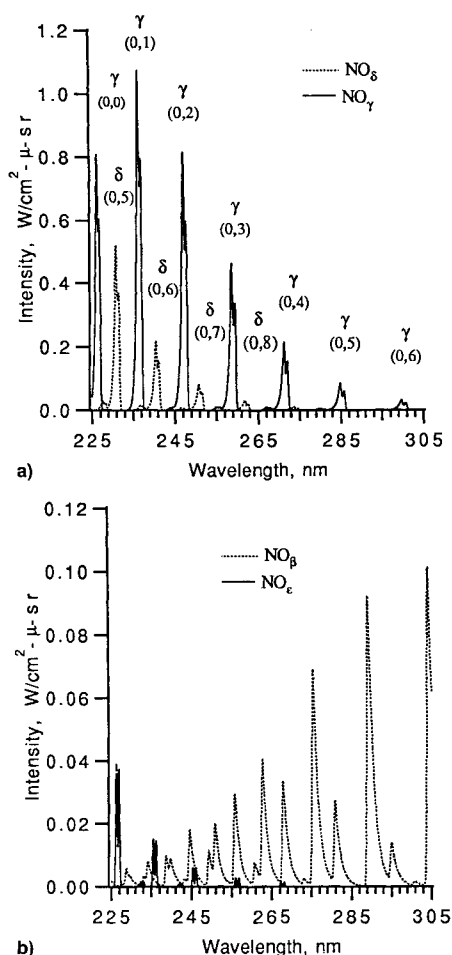 1.2
1.0
0.8
0.6
0.4
0.2
0.0
Intensity, W/cm²-μ-sr
γ
(0,0)
γ
(0,1)
δ
(0,5)
γ
(0,2)
δ
(0,6)
δ
(0,7)
γ
(0,3)
δ
(0,8)
γ
(0,4)
γ
(0,5)
γ
(0,6)
NOδ
NOγ
225 245 265 285 305
a) Wavelength, nm
0.12
0.10
0.08
0.06
0.04
0.02
0.00
Intensity, W/cm²-μ-sr
NOβ
NOε
225 245 265 285 305
b) Wavelength, nm